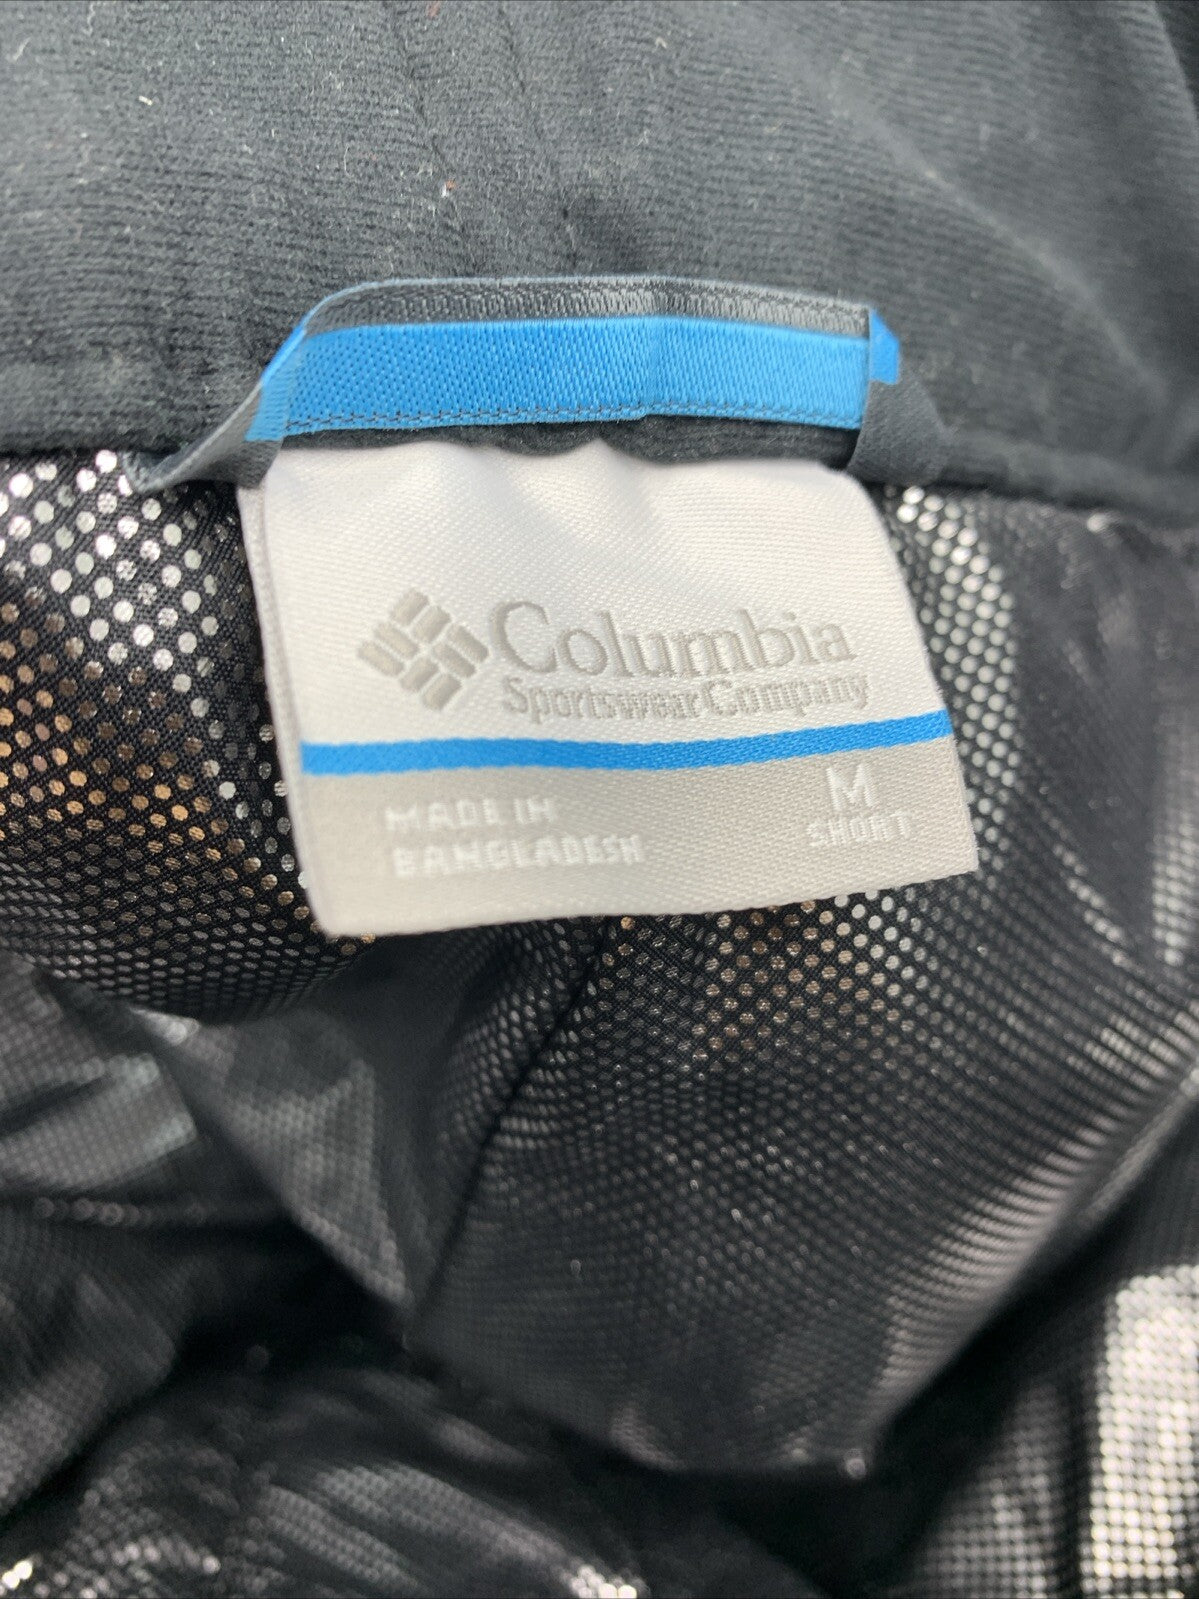 Columbia
Sportswear Company
MADE IN
BANGLADESH
M
SHORT